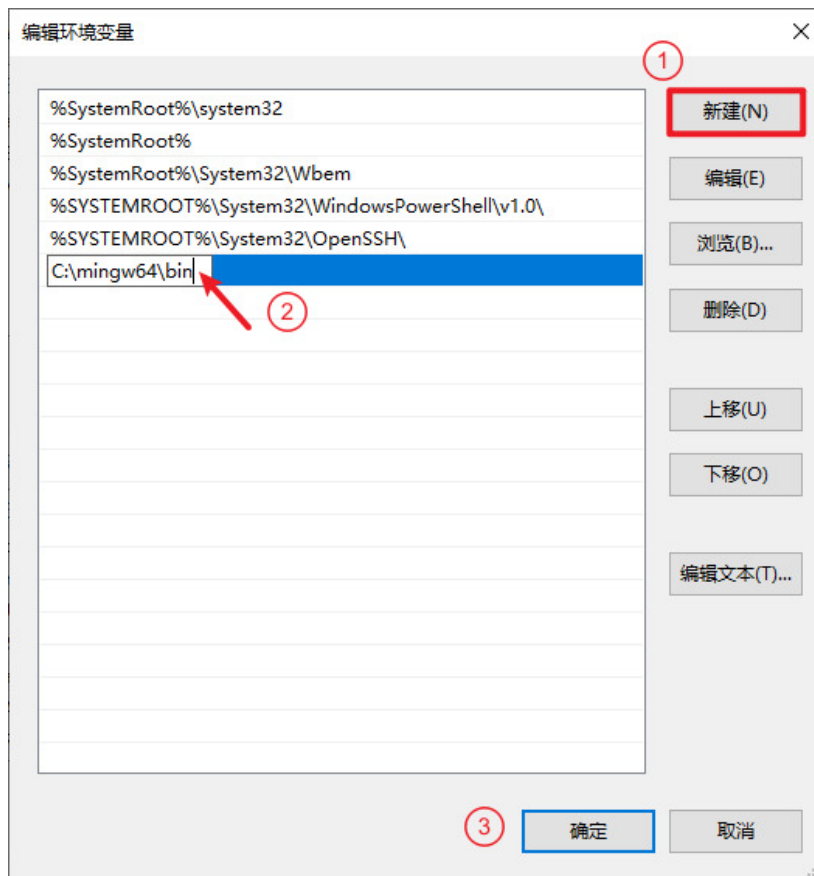 编辑环境变量
①
%SystemRoot%\system32
新建(N)
%SystemRoot%
%SystemRoot%\System32\Wbem
编辑(E)
%SYSTEMROOT%\System32\WindowsPowerShell\v1.0\
%SYSTEMROOT%\System32\OpenSSH\
浏览(B)...
C:\mingw64\bin
②
删除(D)
上移(U)
下移(O)
编辑文本(T)...
③
确定
取消